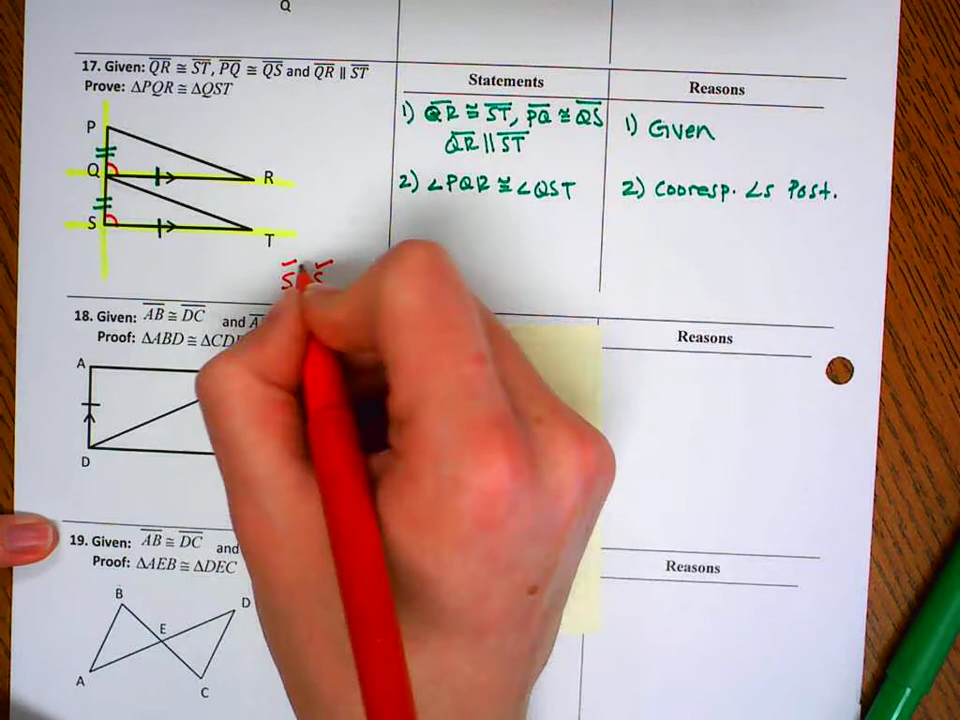 Q
17. Given: QR ≅ ST, PQ ≅ QS and QR ∥ ST
Prove: ΔPQR ≅ ΔQST
Statements
Reasons
1) QR ≅ ST, PQ ≅ QS
QR ∥ ST
1) Given
2) ∠PQR ≅ ∠QST
2) Cooresp. ∠s Post.
P
Q
R
S
T
S S
18. Given: AB ≅ DC and
Proof: ΔABD ≅
Reasons
A
D
19. Given: AB ≅ DC and
Proof: ΔAEB ≅ ΔDEC
Reasons
B
D
E
A
C